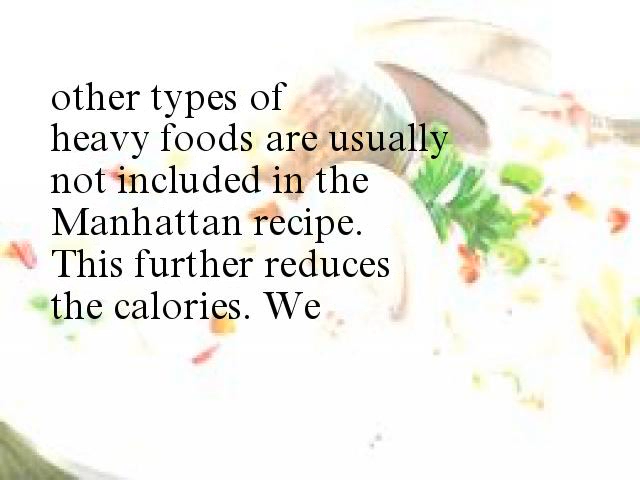 other types of
heavy foods are usually
not included in the
Manhattan recipe.
This further reduces
the calories. We